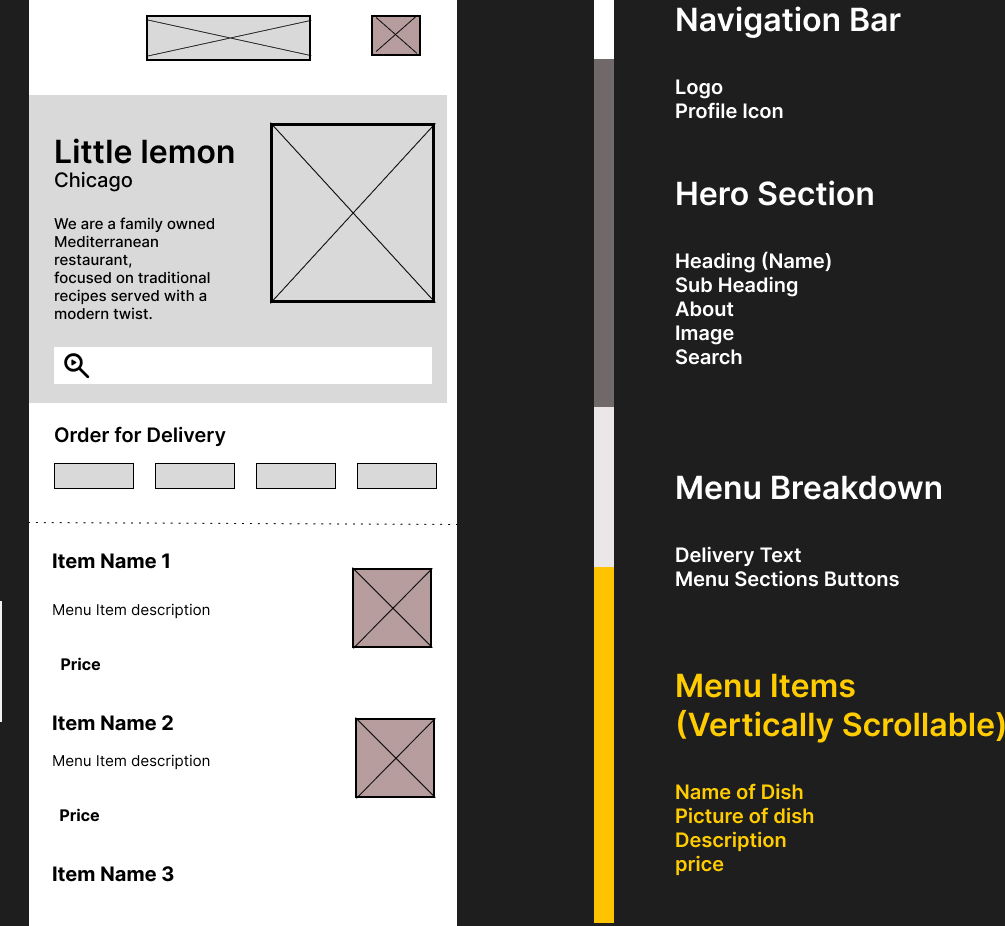 Little lemon
Chicago
We are a family owned
Mediterranean
restaurant,
focused on traditional
recipes served with a
modern twist.
Order for Delivery
Item Name 1
Menu Item description
Price
Item Name 2
Menu Item description
Price
Item Name 3
Navigation Bar
Logo
Profile Icon
Hero Section
Heading (Name)
Sub Heading
About
Image
Search
Menu Breakdown
Delivery Text
Menu Sections Buttons
Menu Items
(Vertically Scrollable)
Name of Dish
Picture of dish
Description
price